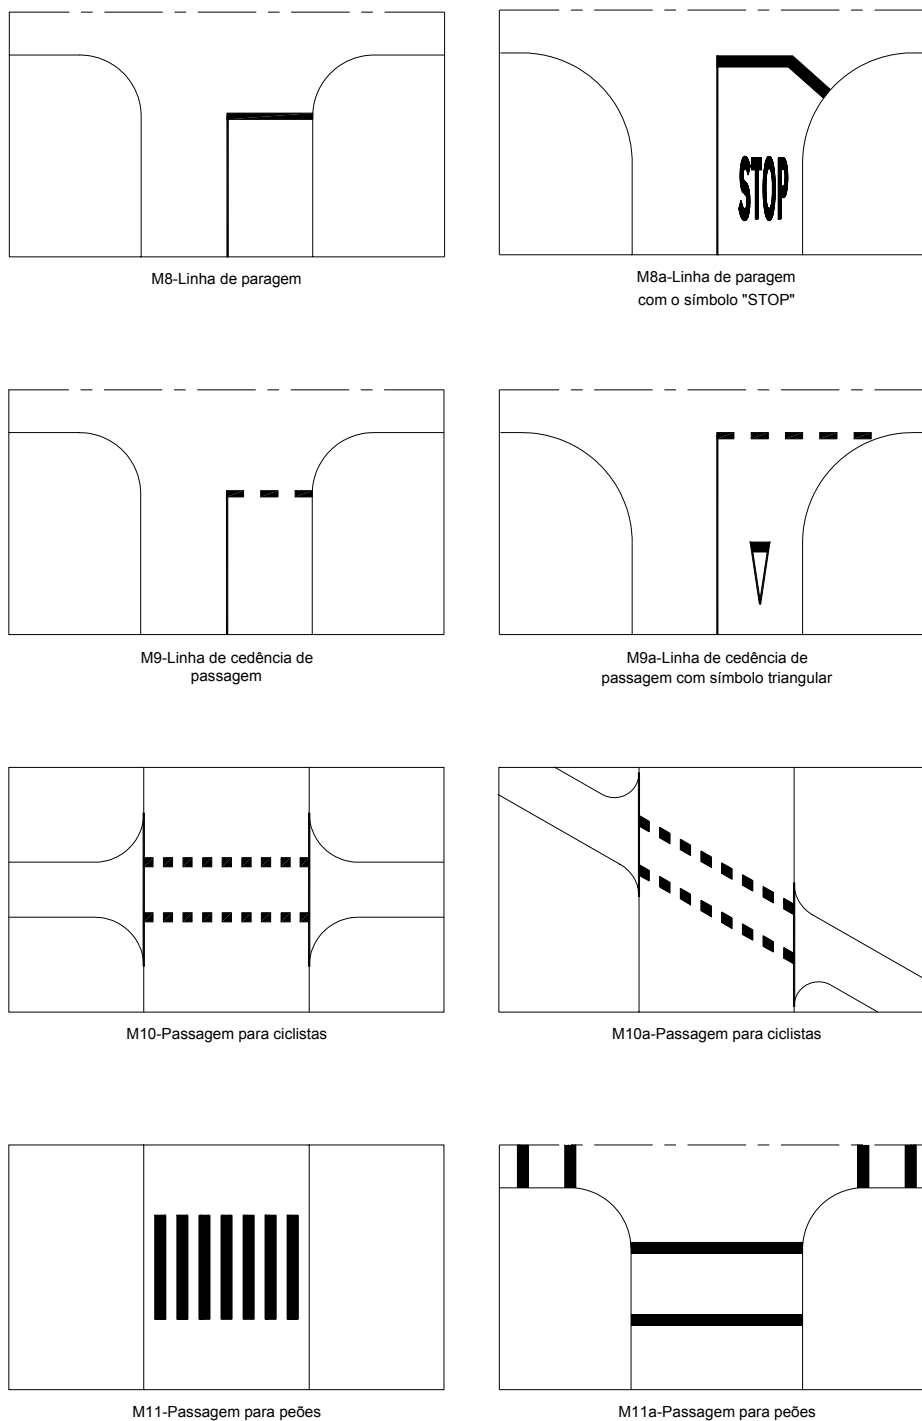 STOP
M8-Linha de paragem
M8a-Linha de paragem
com o símbolo "STOP"
M9-Linha de cedência de
passagem
M9a-Linha de cedência de
passagem com símbolo triangular
M10-Passagem para ciclistas
M10a-Passagem para ciclistas
M11-Passagem para peões
M11a-Passagem para peões